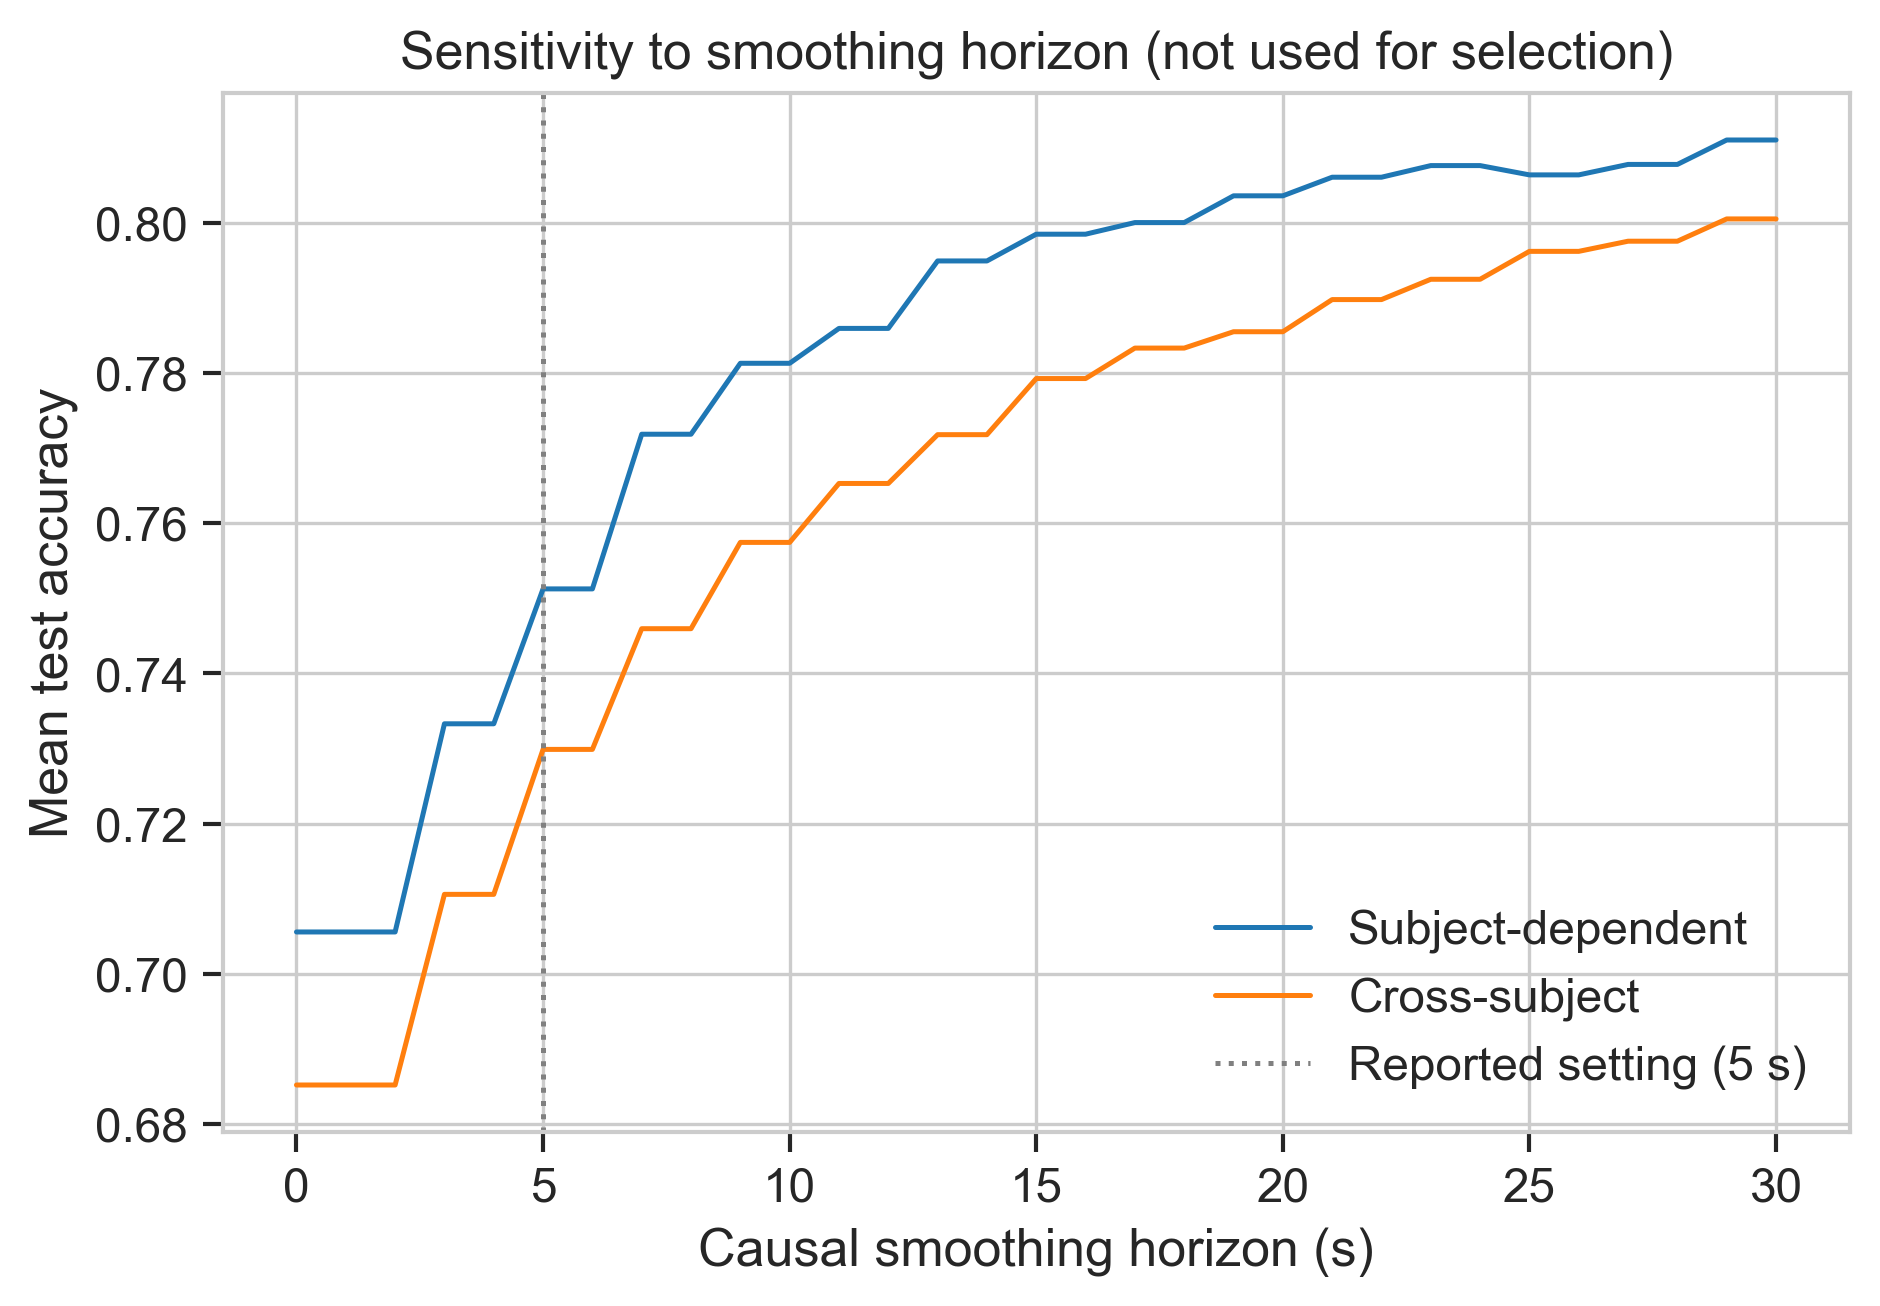 Sensitivity to smoothing horizon (not used for selection)
Mean test accuracy
0.80
0.78
0.76
0.74
0.72
0.70
0.68
Subject-dependent
Cross-subject
Reported setting (5 s)
0 5 10 15 20 25 30
Causal smoothing horizon (s)